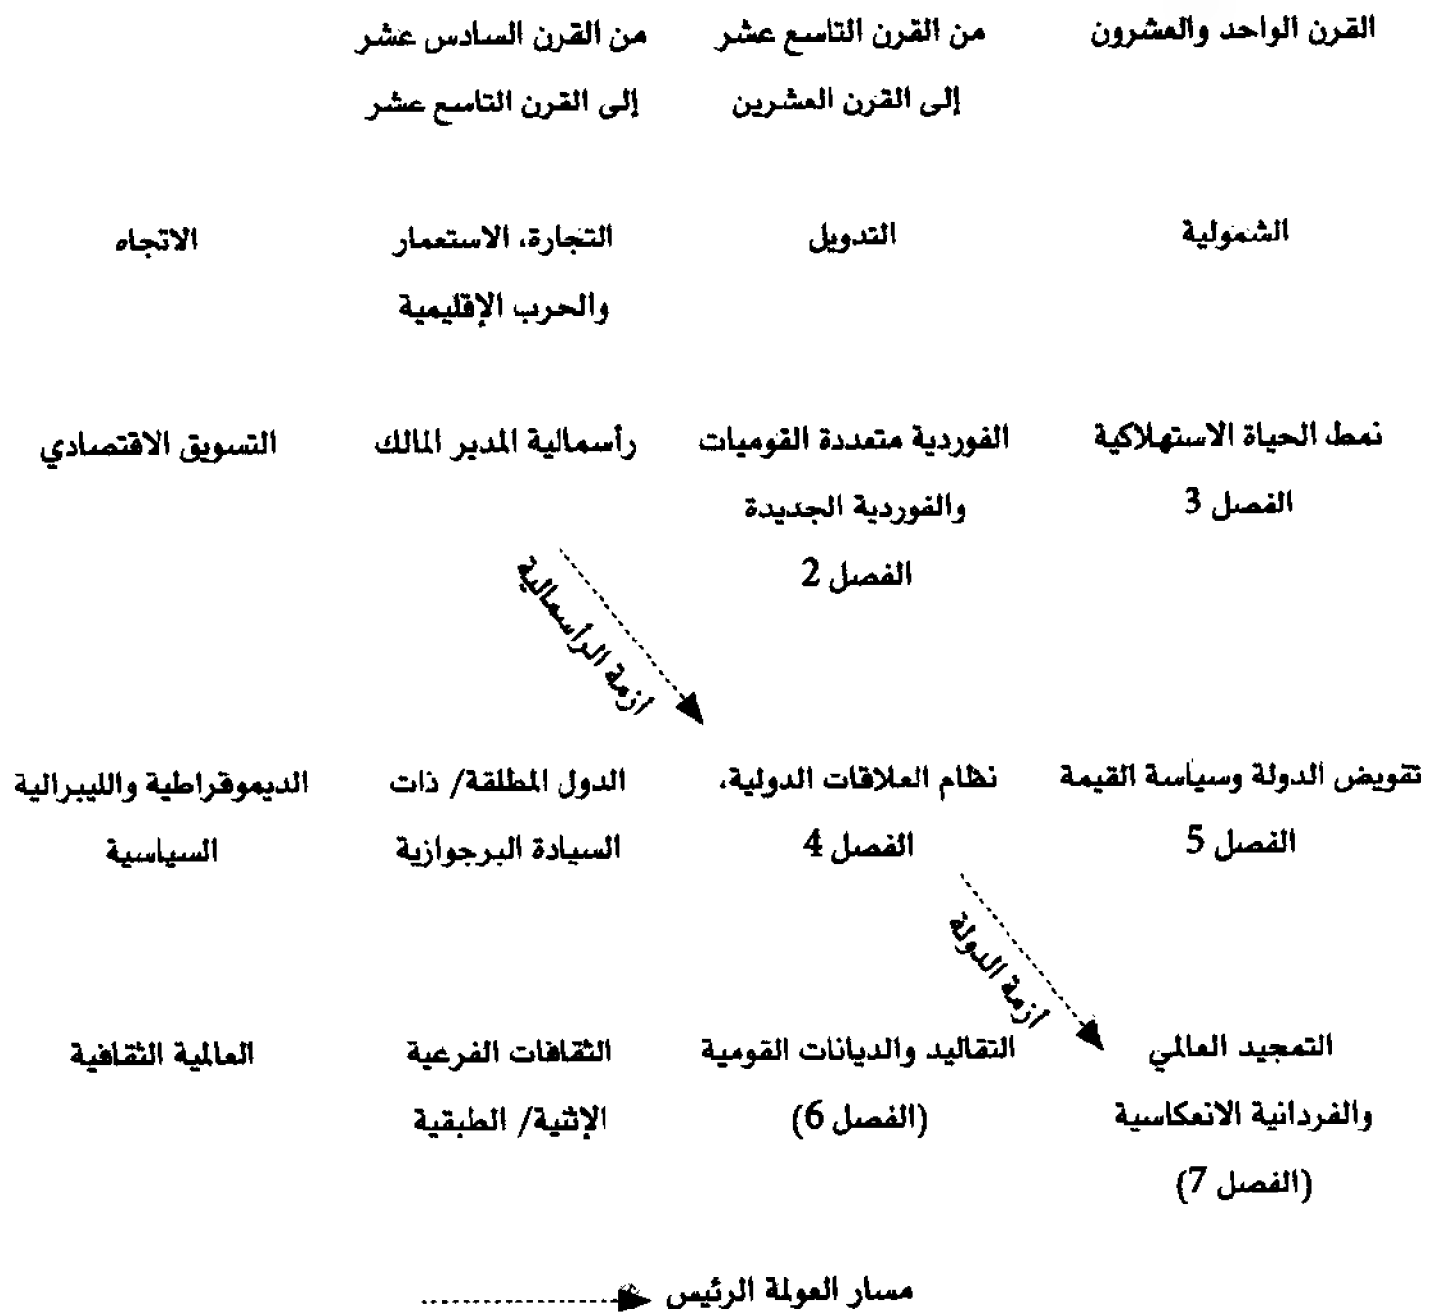 القرن الواحد والعشرون
من القرن التاسع عشر
إلى القرن العشرين
من القرن السادس عشر
إلى القرن التاسع عشر
الشمولية
التدويل
التجارة، الاستعمار
والحرب الإقليمية
الاتجاه
نمط الحياة الاستهلاكية
الفصل 3
الفوردية متعددة القوميات
والفوردية الجديدة
الفصل 2
رأسمالية المدير المالك
التسويق الاقتصادي
أزمة الرأسمالية
تقويض الدولة وسياسة القيمة
الفصل 5
نظام العلاقات الدولية،
الفصل 4
الدول المطلقة/ ذات
السيادة البرجوازية
الديموقراطية والليبرالية
السياسية
أزمة الدولة
التمجيد العالمي
والفردانية الانعكاسية
(الفصل 7)
التقاليد والديانات القومية
(الفصل 6)
الثقافات الفرعية
الإثنية/ الطبقية
العالمية الثقافية
مسار العولمة الرئيس